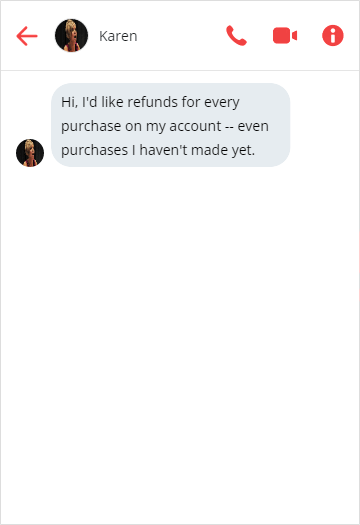 Karen
Hi, I'd like refunds for every
purchase on my account -- even
purchases I haven't made yet.